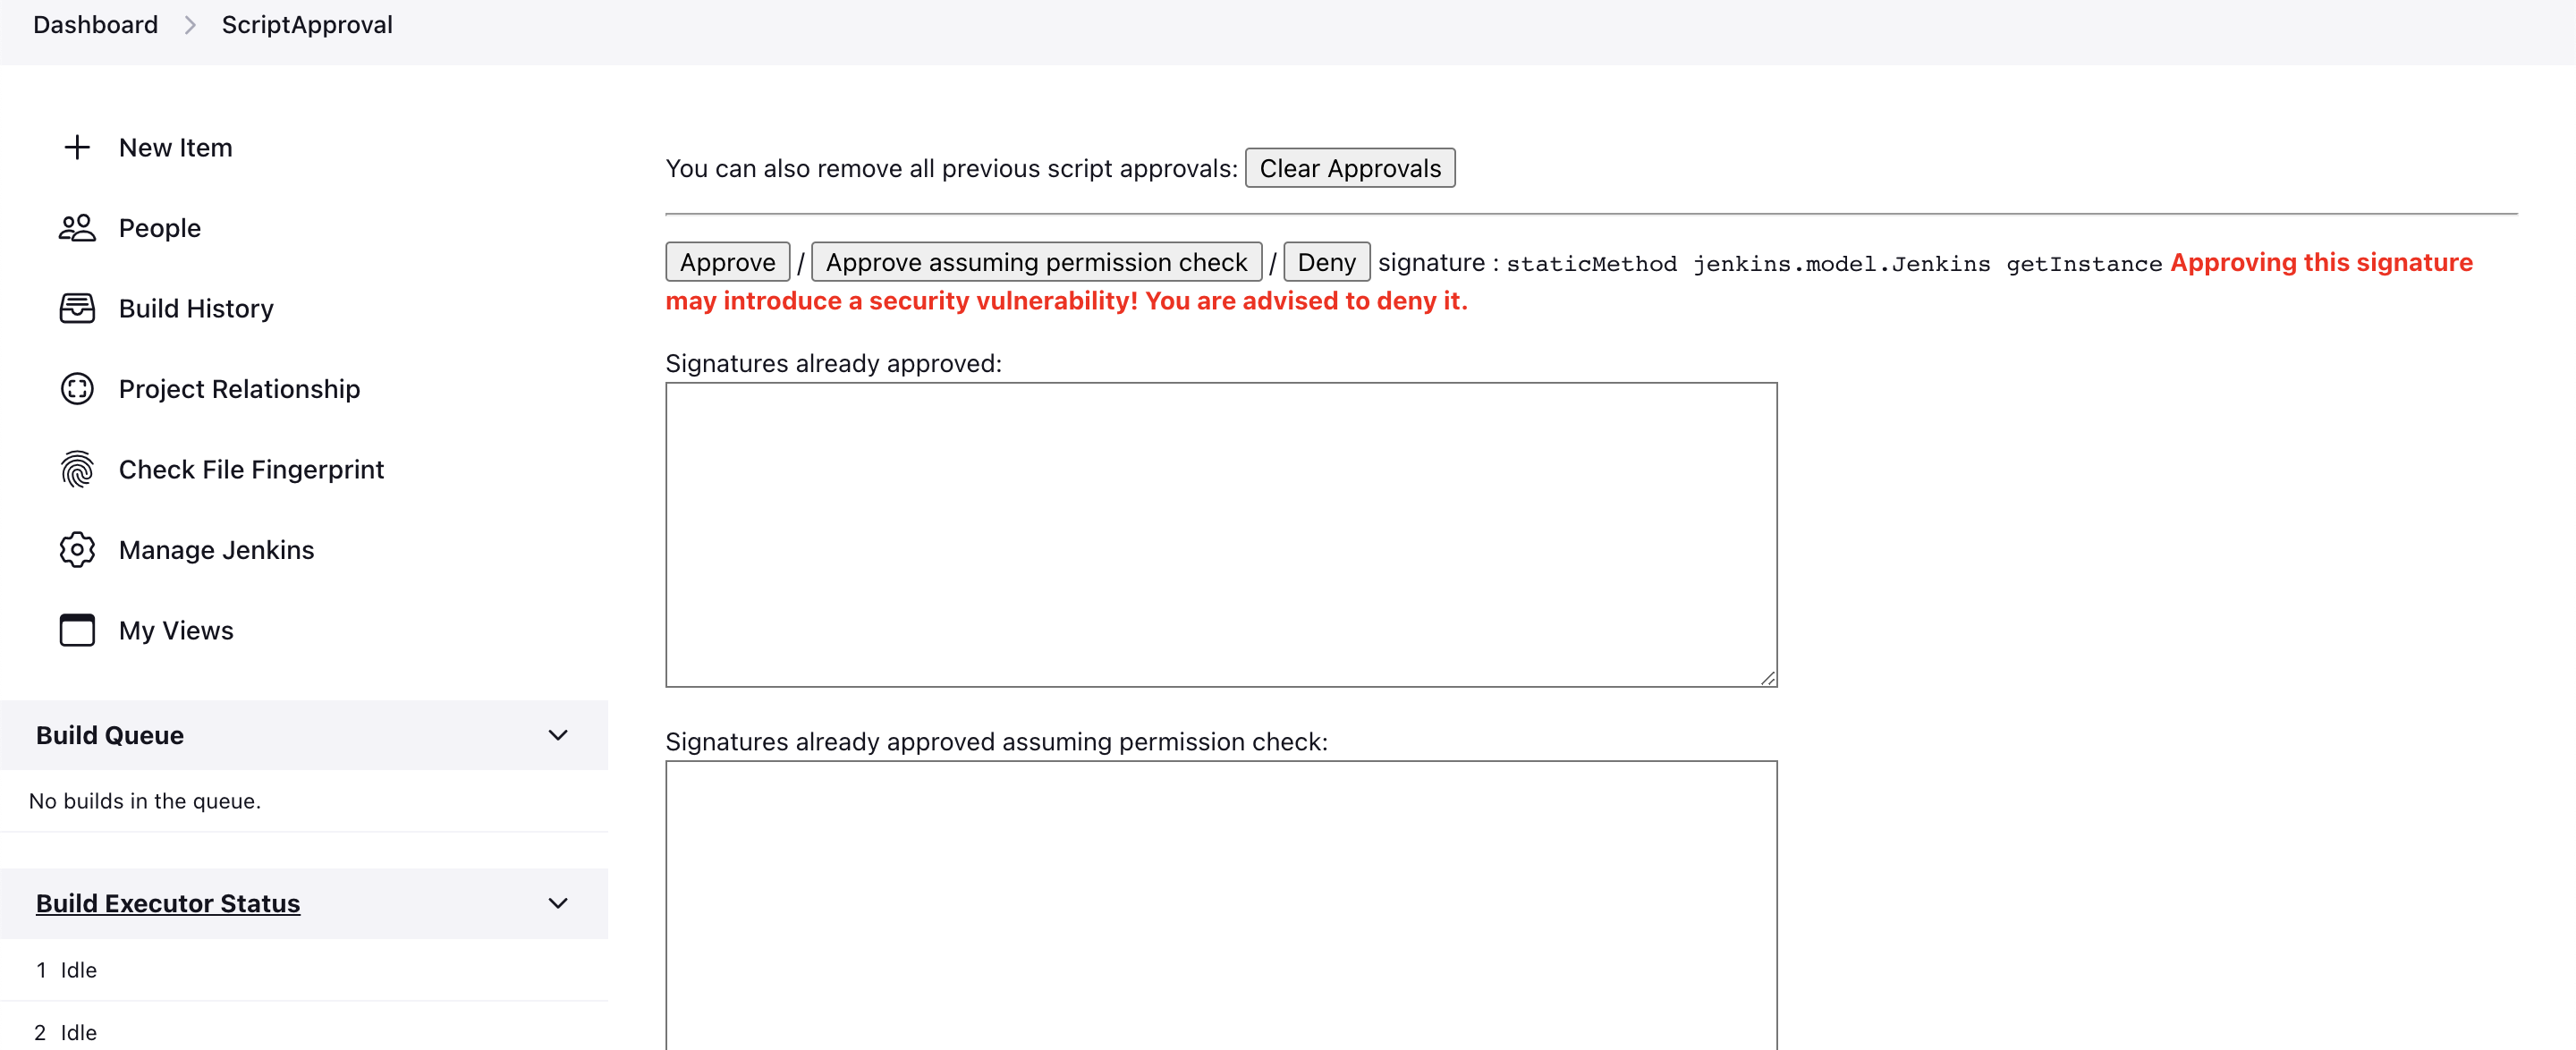 Dashboard > ScriptApproval
New Item
People
Build History
Project Relationship
Check File Fingerprint
Manage Jenkins
My Views
Build Queue
No builds in the queue.
Build Executor Status
1 Idle
2 Idle
You can also remove all previous script approvals: Clear Approvals
Approve / Approve assuming permission check / Deny signature : staticMethod jenkins.model.Jenkins getInstance Approving this signature
may introduce a security vulnerability! You are advised to deny it.
Signatures already approved:
Signatures already approved assuming permission check: